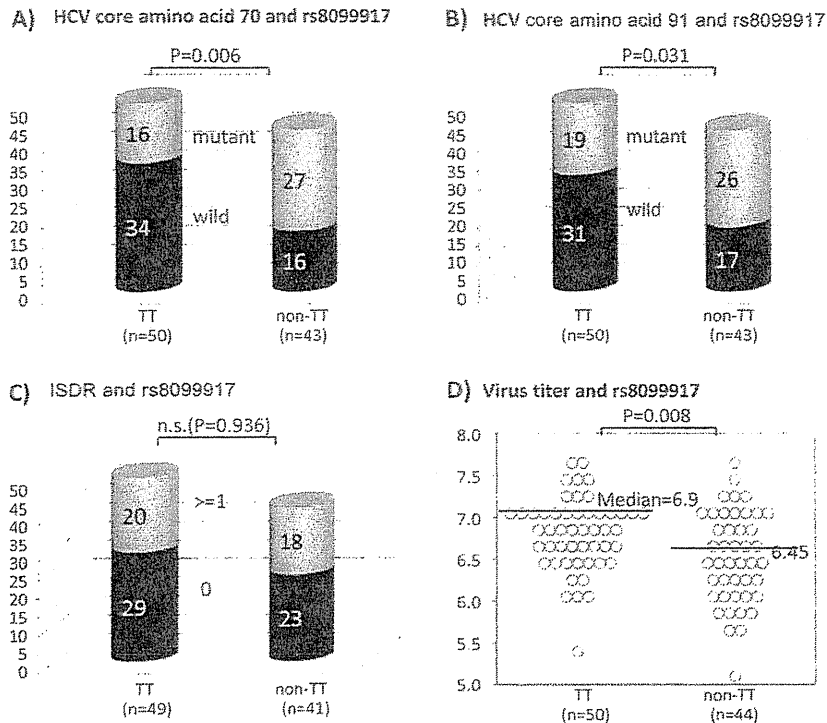 A) HCV core amino acid 70 and rs8099917
P=0.006
50
45
40
35
30
25
20
15
10
5
0
16
mutant
34
wild
27
16
TT
(n=50)
non-TT
(n=43)
B) HCV core amino acid 91 and rs8099917
P=0.031
50
45
40
35
30
25
20
15
10
5
0
19
mutant
31
wild
26
17
TT
(n=50)
non-TT
(n=43)
C) ISDR and rs8099917
n.s.(P=0.936)
50
45
40
35
30
25
20
15
10
5
0
20
>=1
29
0
18
23
TT
(n=49)
non-TT
(n=41)
D) Virus titer and rs8099917
P=0.008
8.0
7.5
7.0
6.5
6.0
5.5
5.0
Median=6.9
6.45
TT
(n=50)
non-TT
(n=44)